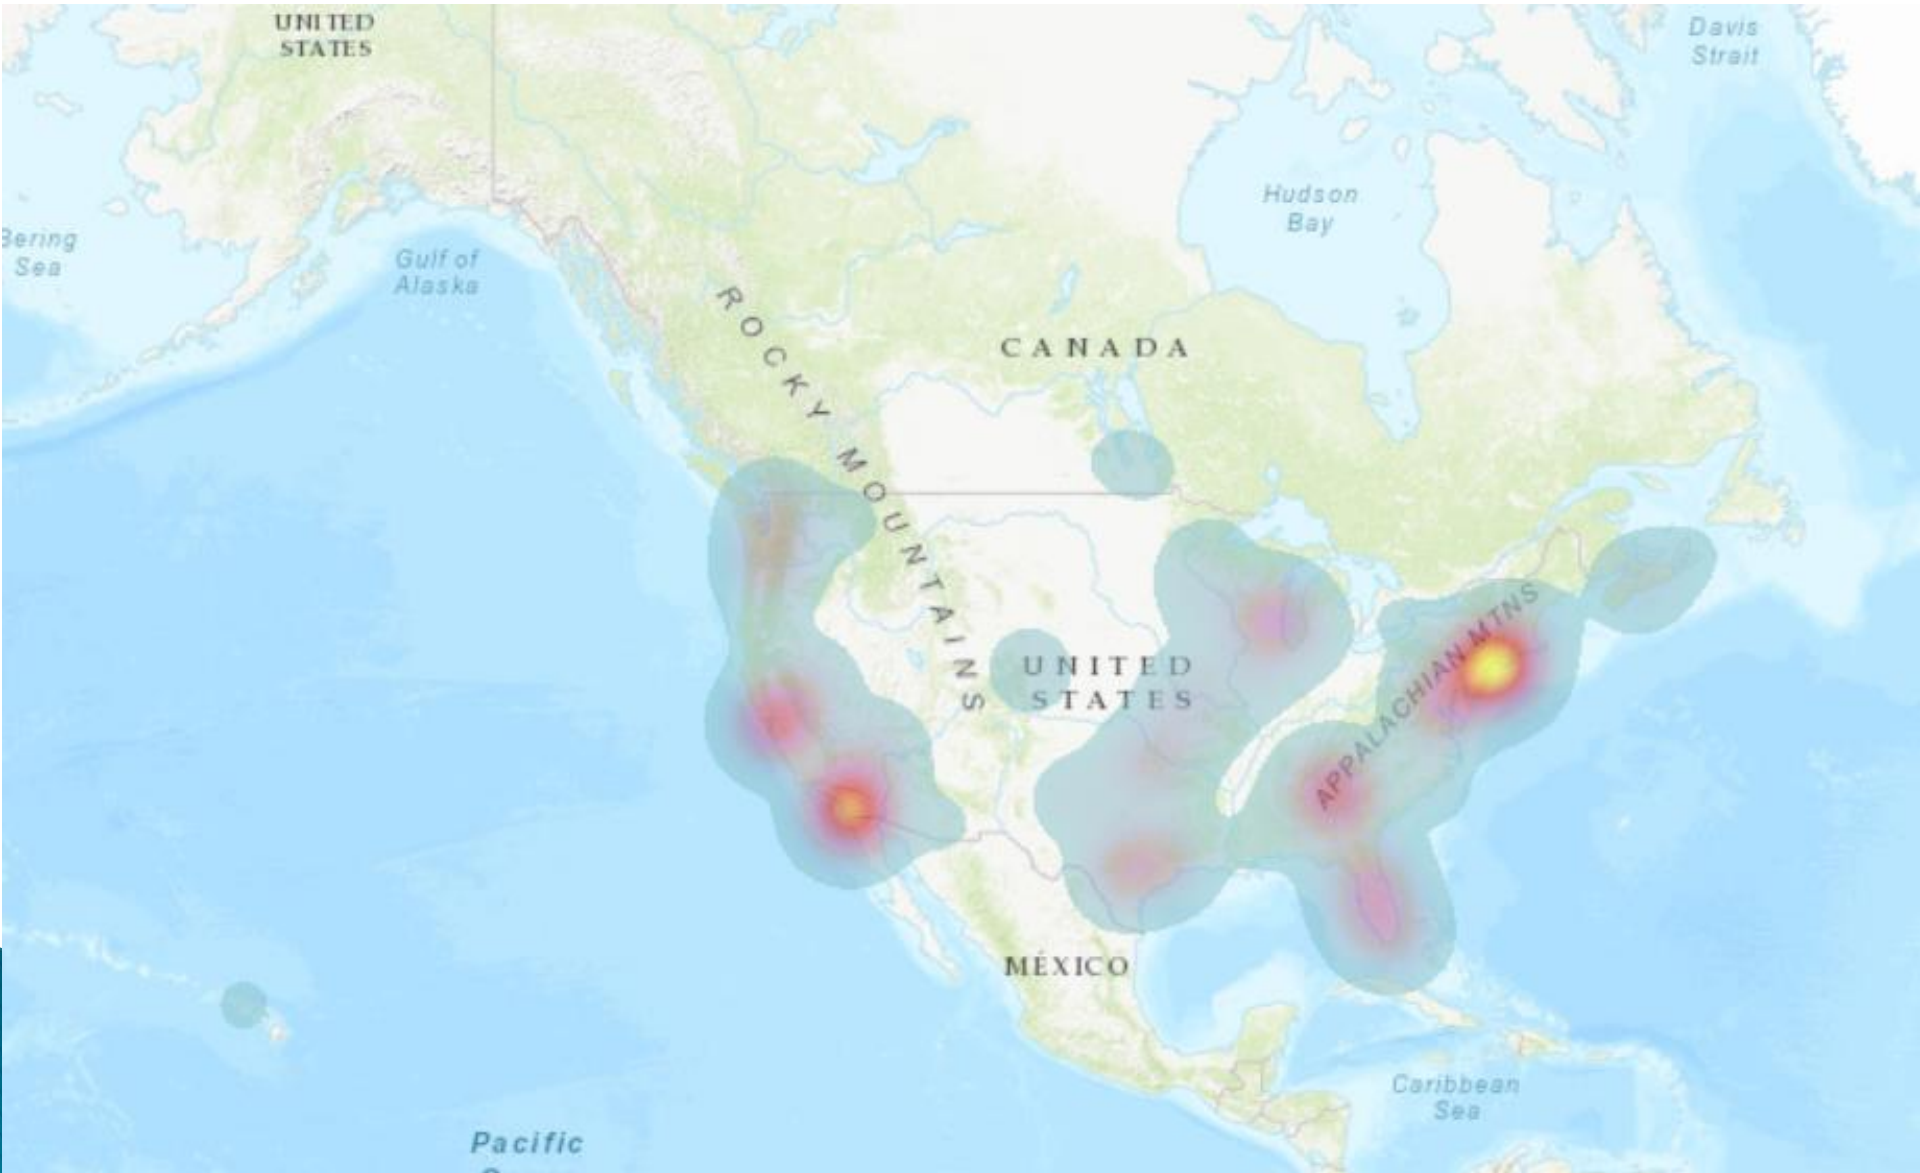 UNITED
STATES
Davis
Strait
Hudson
Bay
Bering
Sea
Gulf of
Alaska
ROCKY MOUNTAINS
CANADA
APPALACHIAN MTNS
UNITED
STATES
MÉXICO
Caribbean
Sea
Pacific